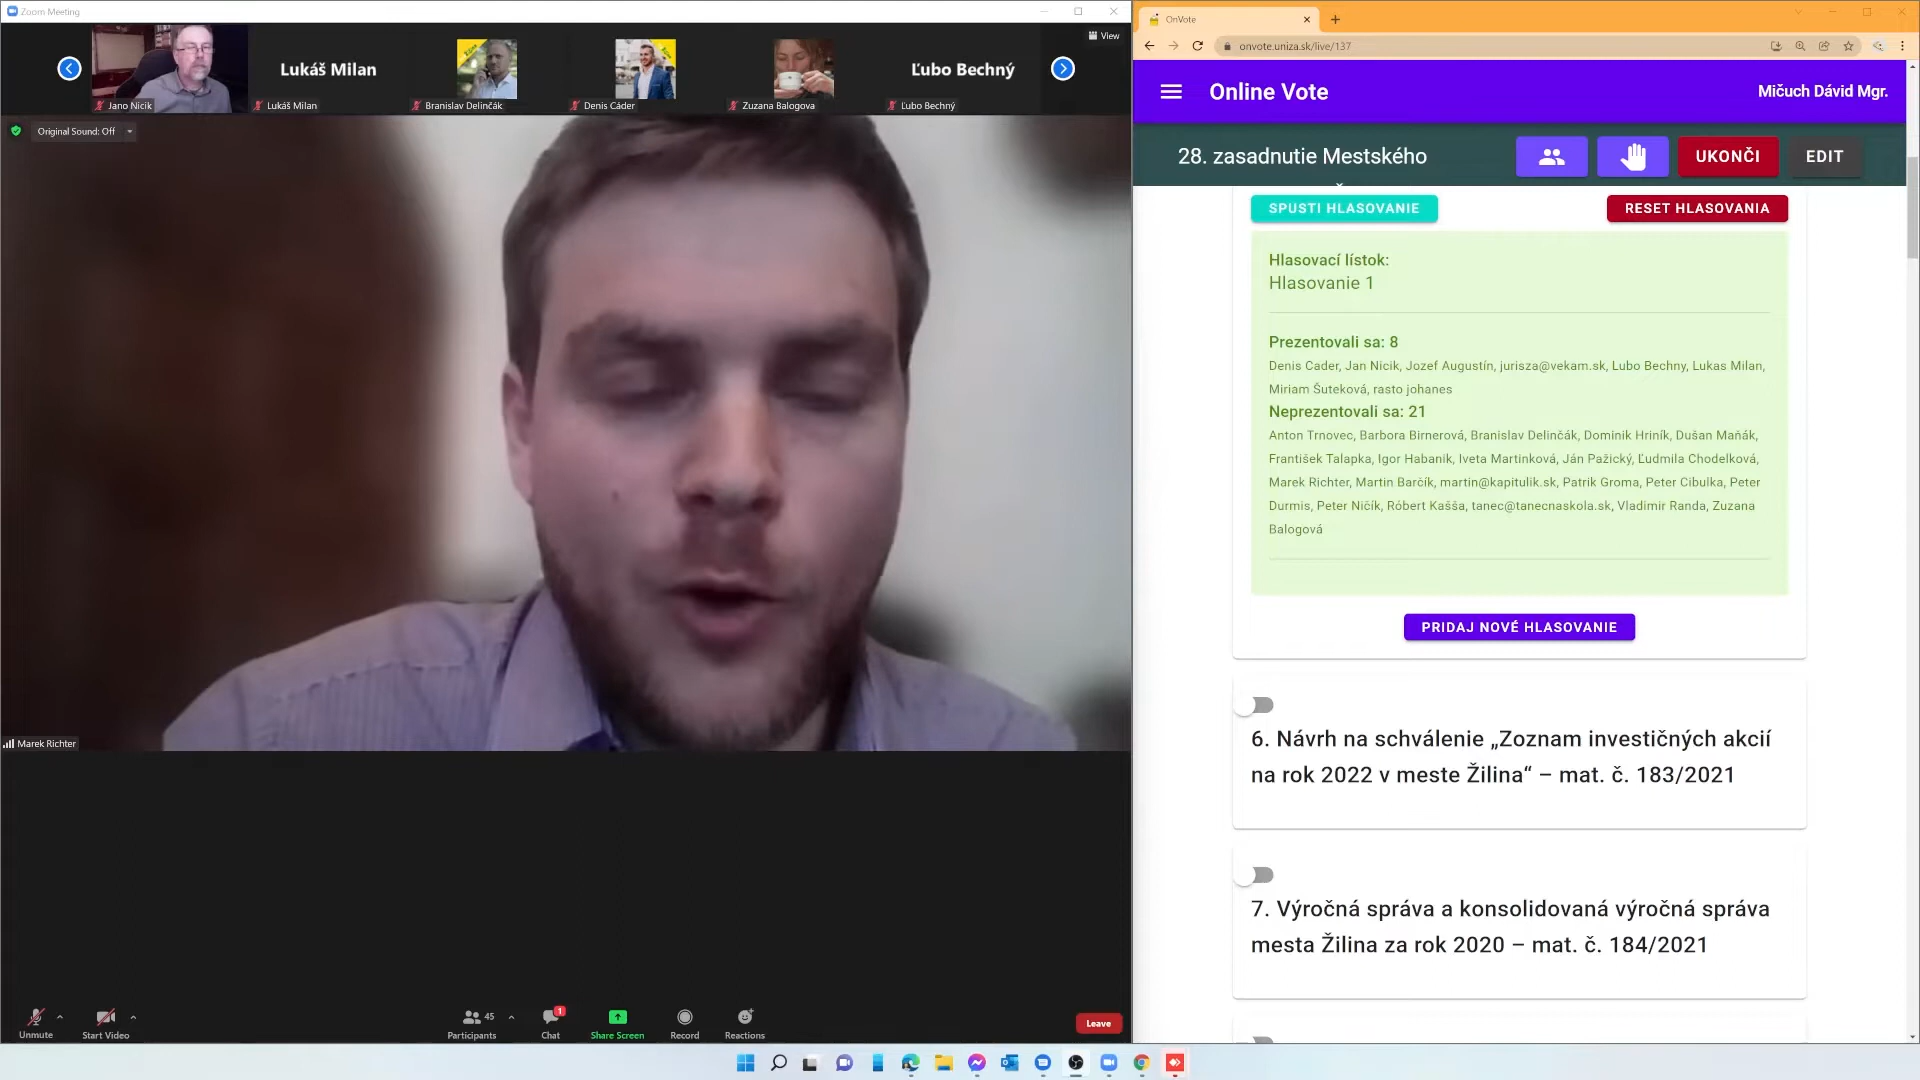 Zoom Meeting
View
Lukáš Milan
Ľubo Bechný
Jano Nicik
Lukáš Milan
Branislav Delinčák
Denis Cáder
Zuzana Balogova
Ľubo Bechný
Original Sound: Off
Marek Richter
Unmute
Start Video
45
Participants
1
Chat
Share Screen
Record
Reactions
Leave
OnVote
onvote.uniza.sk/live/137
Online Vote
Mičuch Dávid Mgr.
28. zasadnutie Mestského
UKONČI
EDIT
SPUSTI HLASOVANIE
RESET HLASOVANIA
Hlasovací lístok:
Hlasovanie 1
Prezentovali sa: 8
Denis Cader, Jan Nicik, Jozef Augustín, jurisza@vekam.sk, Lubo Bechny, Lukas Milan,
Miriam Šuteková, rasto johanes
Neprezentovali sa: 21
Anton Trnovec, Barbora Birnerová, Branislav Delinčák, Dominik Hriník, Dušan Maňák,
František Talapka, Igor Habanik, Iveta Martinková, Ján Pažický, Ľudmila Chodelková,
Marek Richter, Martin Barčík, martin@kapitulik.sk, Patrik Groma, Peter Cibulka, Peter
Durmis, Peter Ničík, Róbert Kašša, tanec@tanecnaskola.sk, Vladimir Randa, Zuzana
Balogová
PRIDAJ NOVÉ HLASOVANIE
6. Návrh na schválenie „Zoznam investičných akcií
na rok 2022 v meste Žilina“ – mat. č. 183/2021
7. Výročná správa a konsolidovaná výročná správa
mesta Žilina za rok 2020 – mat. č. 184/2021